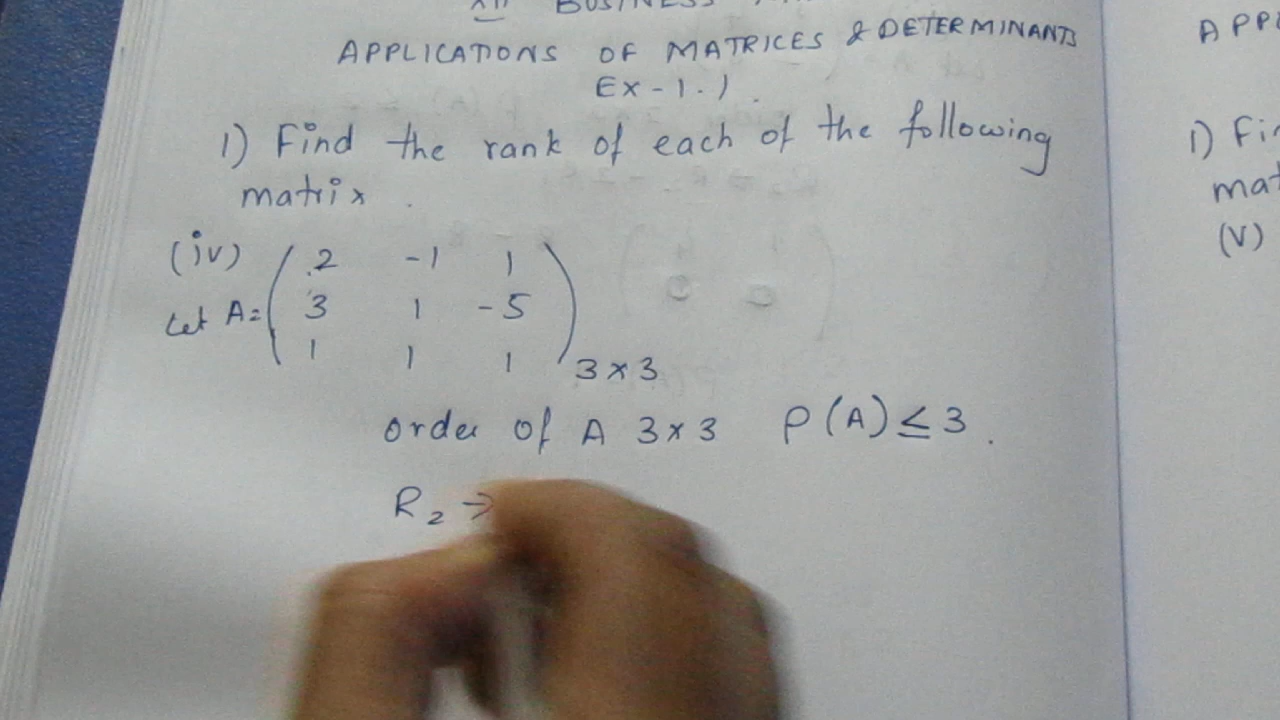 XII BUSINESS
APPLICATIONS OF MATRICES & DETERMINANTS
EX-1.1.
1) Find the rank of each of the following
matrix.
(iv)
Let A= ( 2 -1 1
3 1 -5
1 1 1 ) 3×3
order of A 3×3 ρ(A)≤3.
R₂ →
APP
1) Fi
mat
(V)